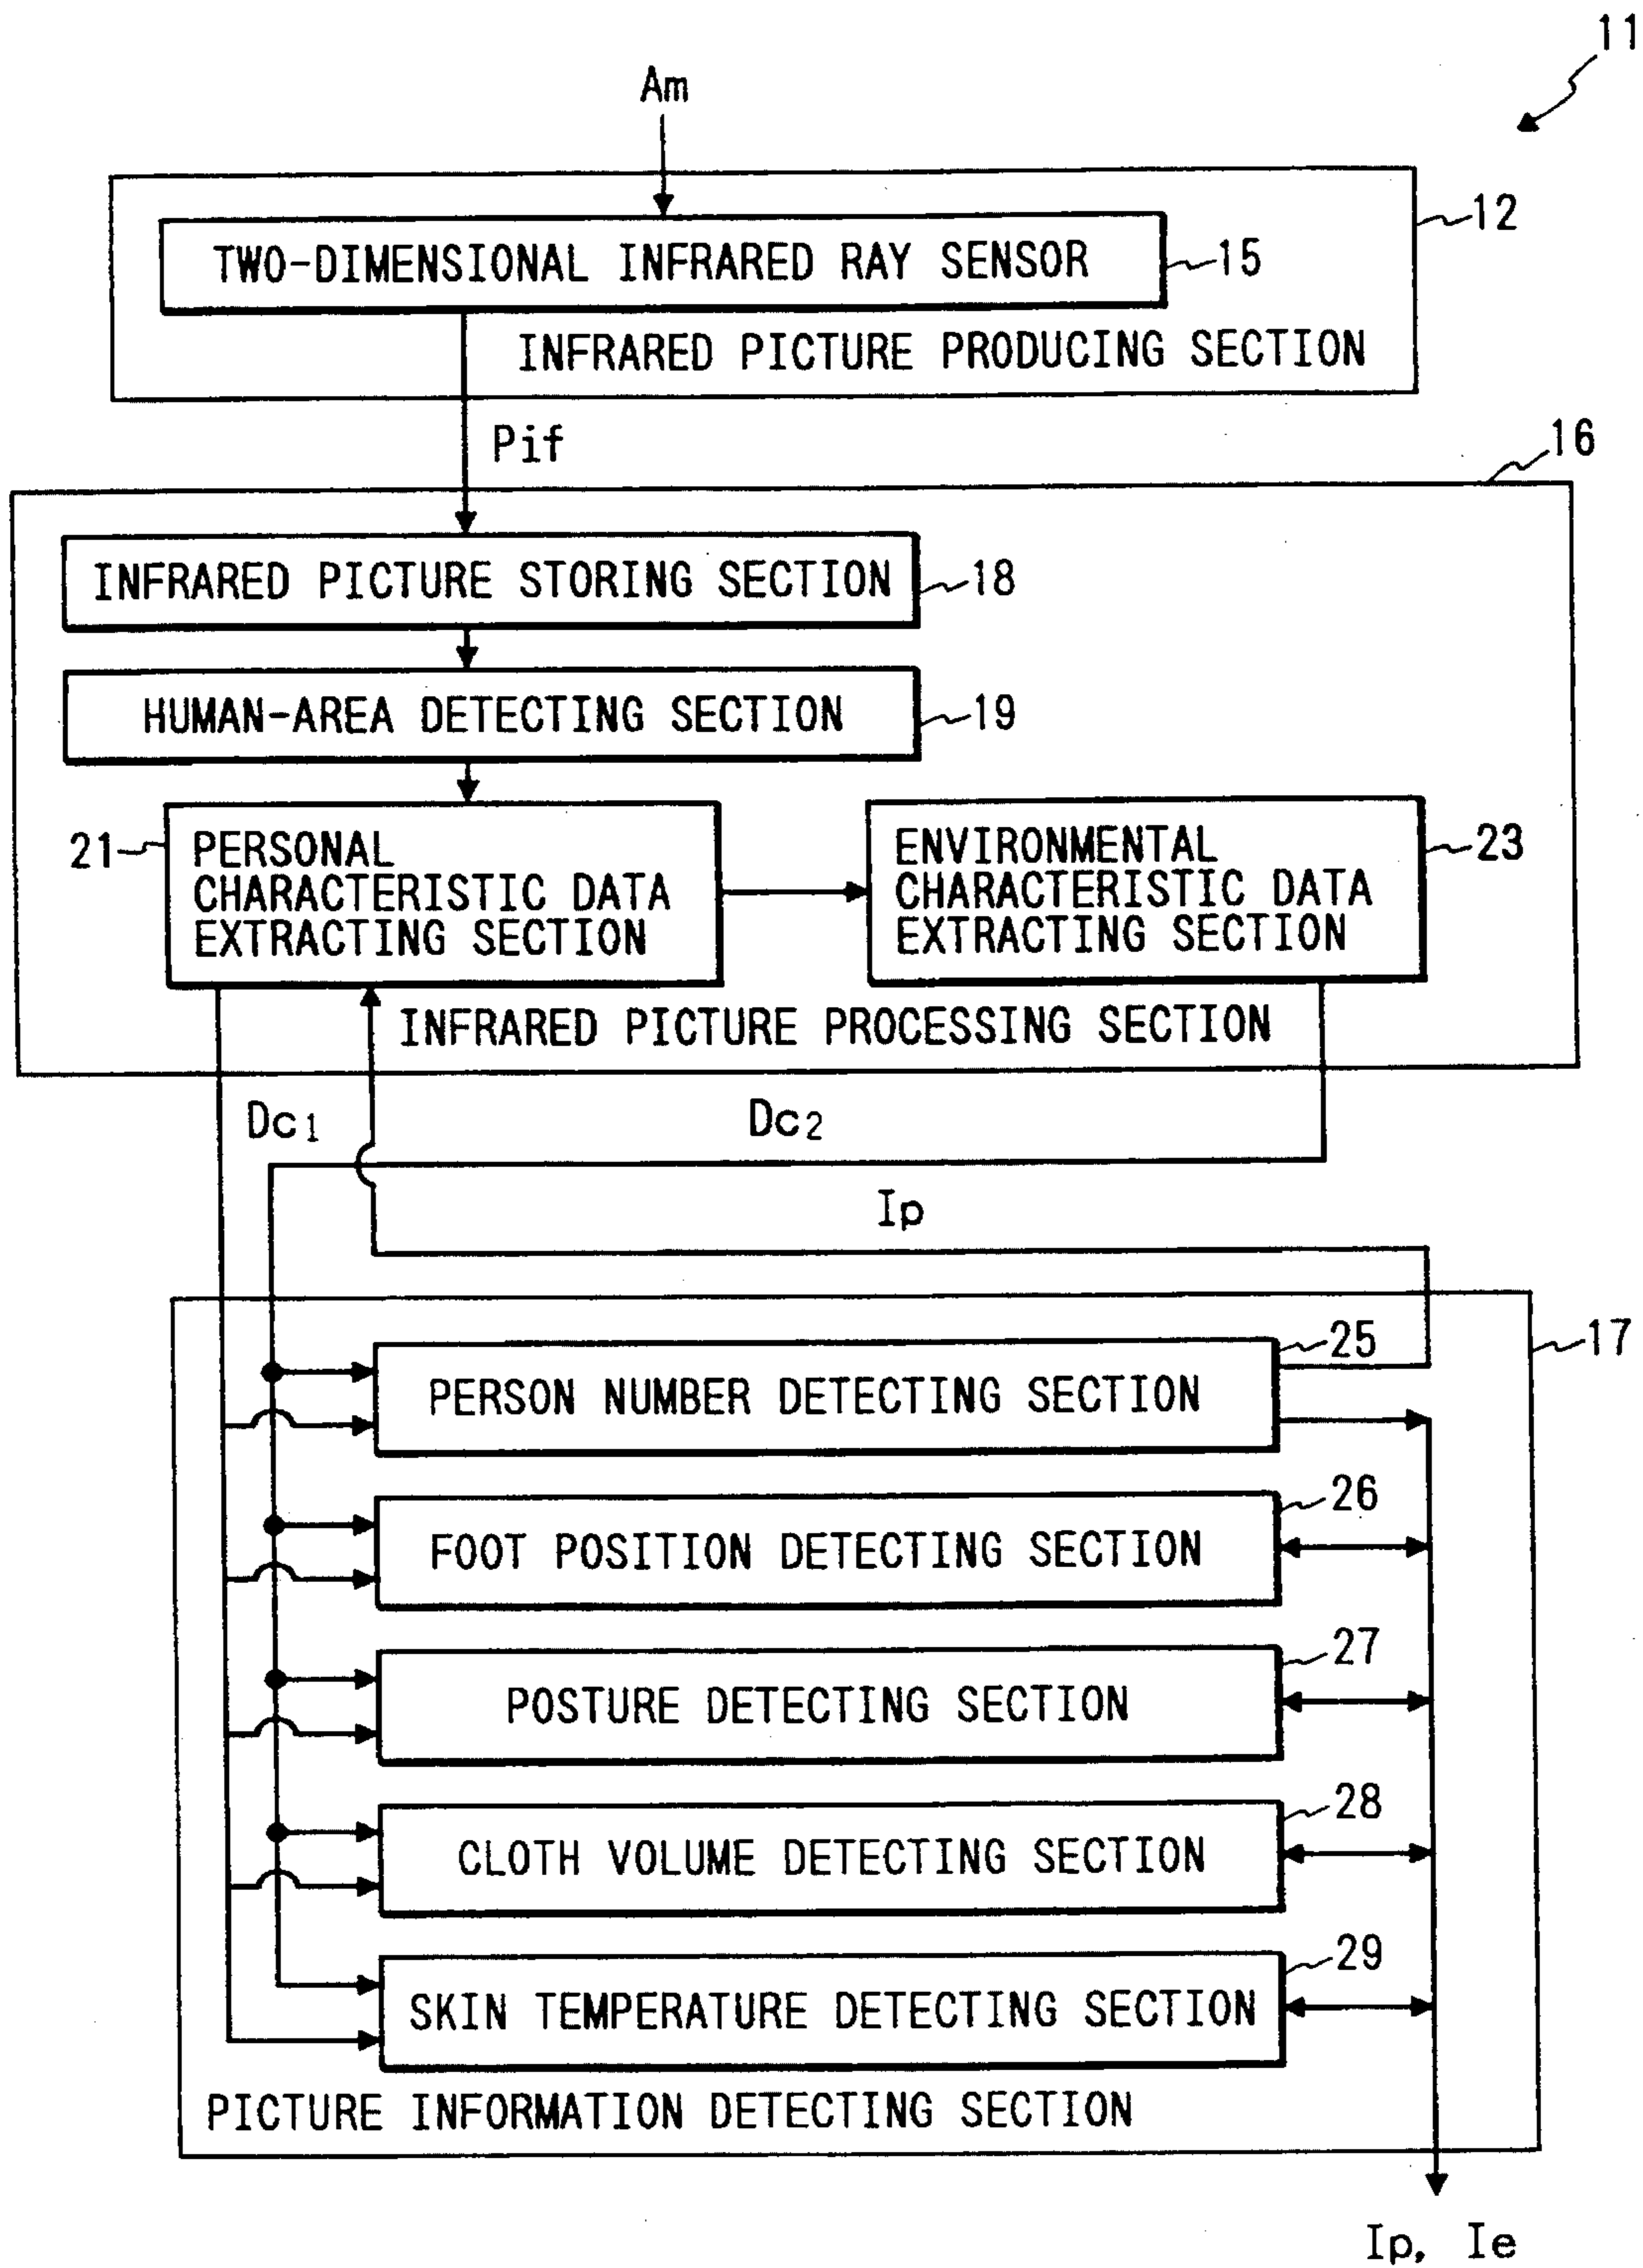 11
Am
12
TWO-DIMENSIONAL INFRARED RAY SENSOR
15
INFRARED PICTURE PRODUCING SECTION
Pif
16
INFRARED PICTURE STORING SECTION
18
HUMAN-AREA DETECTING SECTION
19
21
PERSONAL
CHARACTERISTIC DATA
EXTRACTING SECTION
ENVIRONMENTAL
CHARACTERISTIC DATA
EXTRACTING SECTION
23
INFRARED PICTURE PROCESSING SECTION
Dc1
Dc2
Ip
17
25
PERSON NUMBER DETECTING SECTION
26
FOOT POSITION DETECTING SECTION
27
POSTURE DETECTING SECTION
28
CLOTH VOLUME DETECTING SECTION
29
SKIN TEMPERATURE DETECTING SECTION
PICTURE INFORMATION DETECTING SECTION
Ip, Ie